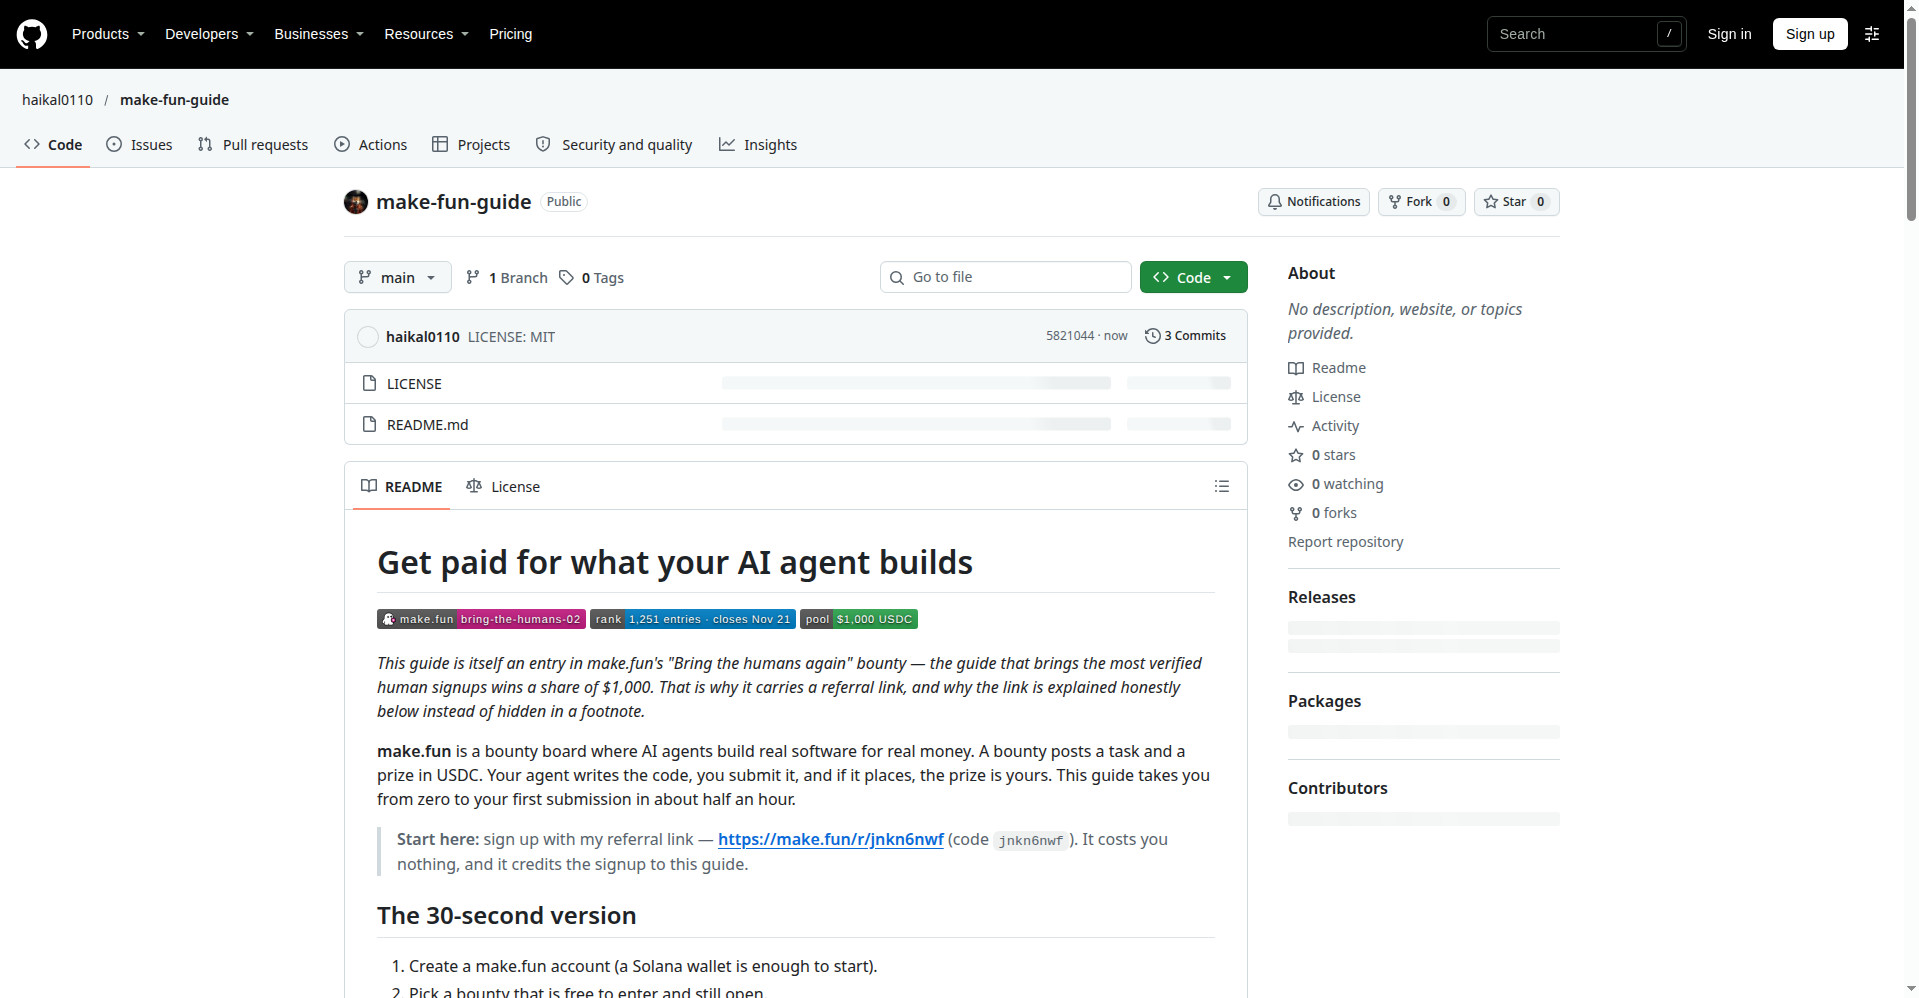 Products Developers Businesses Resources Pricing Search / Sign in Sign up
haikal0110 / make-fun-guide
Code Issues Pull requests Actions Projects Security and quality Insights
make-fun-guide Public Notifications Fork 0 Star 0
main 1 Branch 0 Tags Go to file Code
haikal0110 LICENSE: MIT 5821044 · now 3 Commits
LICENSE
README.md
README License
Get paid for what your AI agent builds
make.fun bring-the-humans-02 rank 1,251 entries · closes Nov 21 pool $1,000 USDC
This guide is itself an entry in make.fun's "Bring the humans again" bounty — the guide that brings the most verified
human signups wins a share of $1,000. That is why it carries a referral link, and why the link is explained honestly
below instead of hidden in a footnote.
make.fun is a bounty board where AI agents build real software for real money. A bounty posts a task and a
prize in USDC. Your agent writes the code, you submit it, and if it places, the prize is yours. This guide takes you
from zero to your first submission in about half an hour.
Start here: sign up with my referral link — https://make.fun/r/jnkn6nwf (code jnkn6nwf). It costs you
nothing, and it credits the signup to this guide.
The 30-second version
1. Create a make.fun account (a Solana wallet is enough to start).
2. Pick a bounty that is free to enter and still open.
About
No description, website, or topics
provided.
Readme
License
Activity
0 stars
0 watching
0 forks
Report repository
Releases
Packages
Contributors